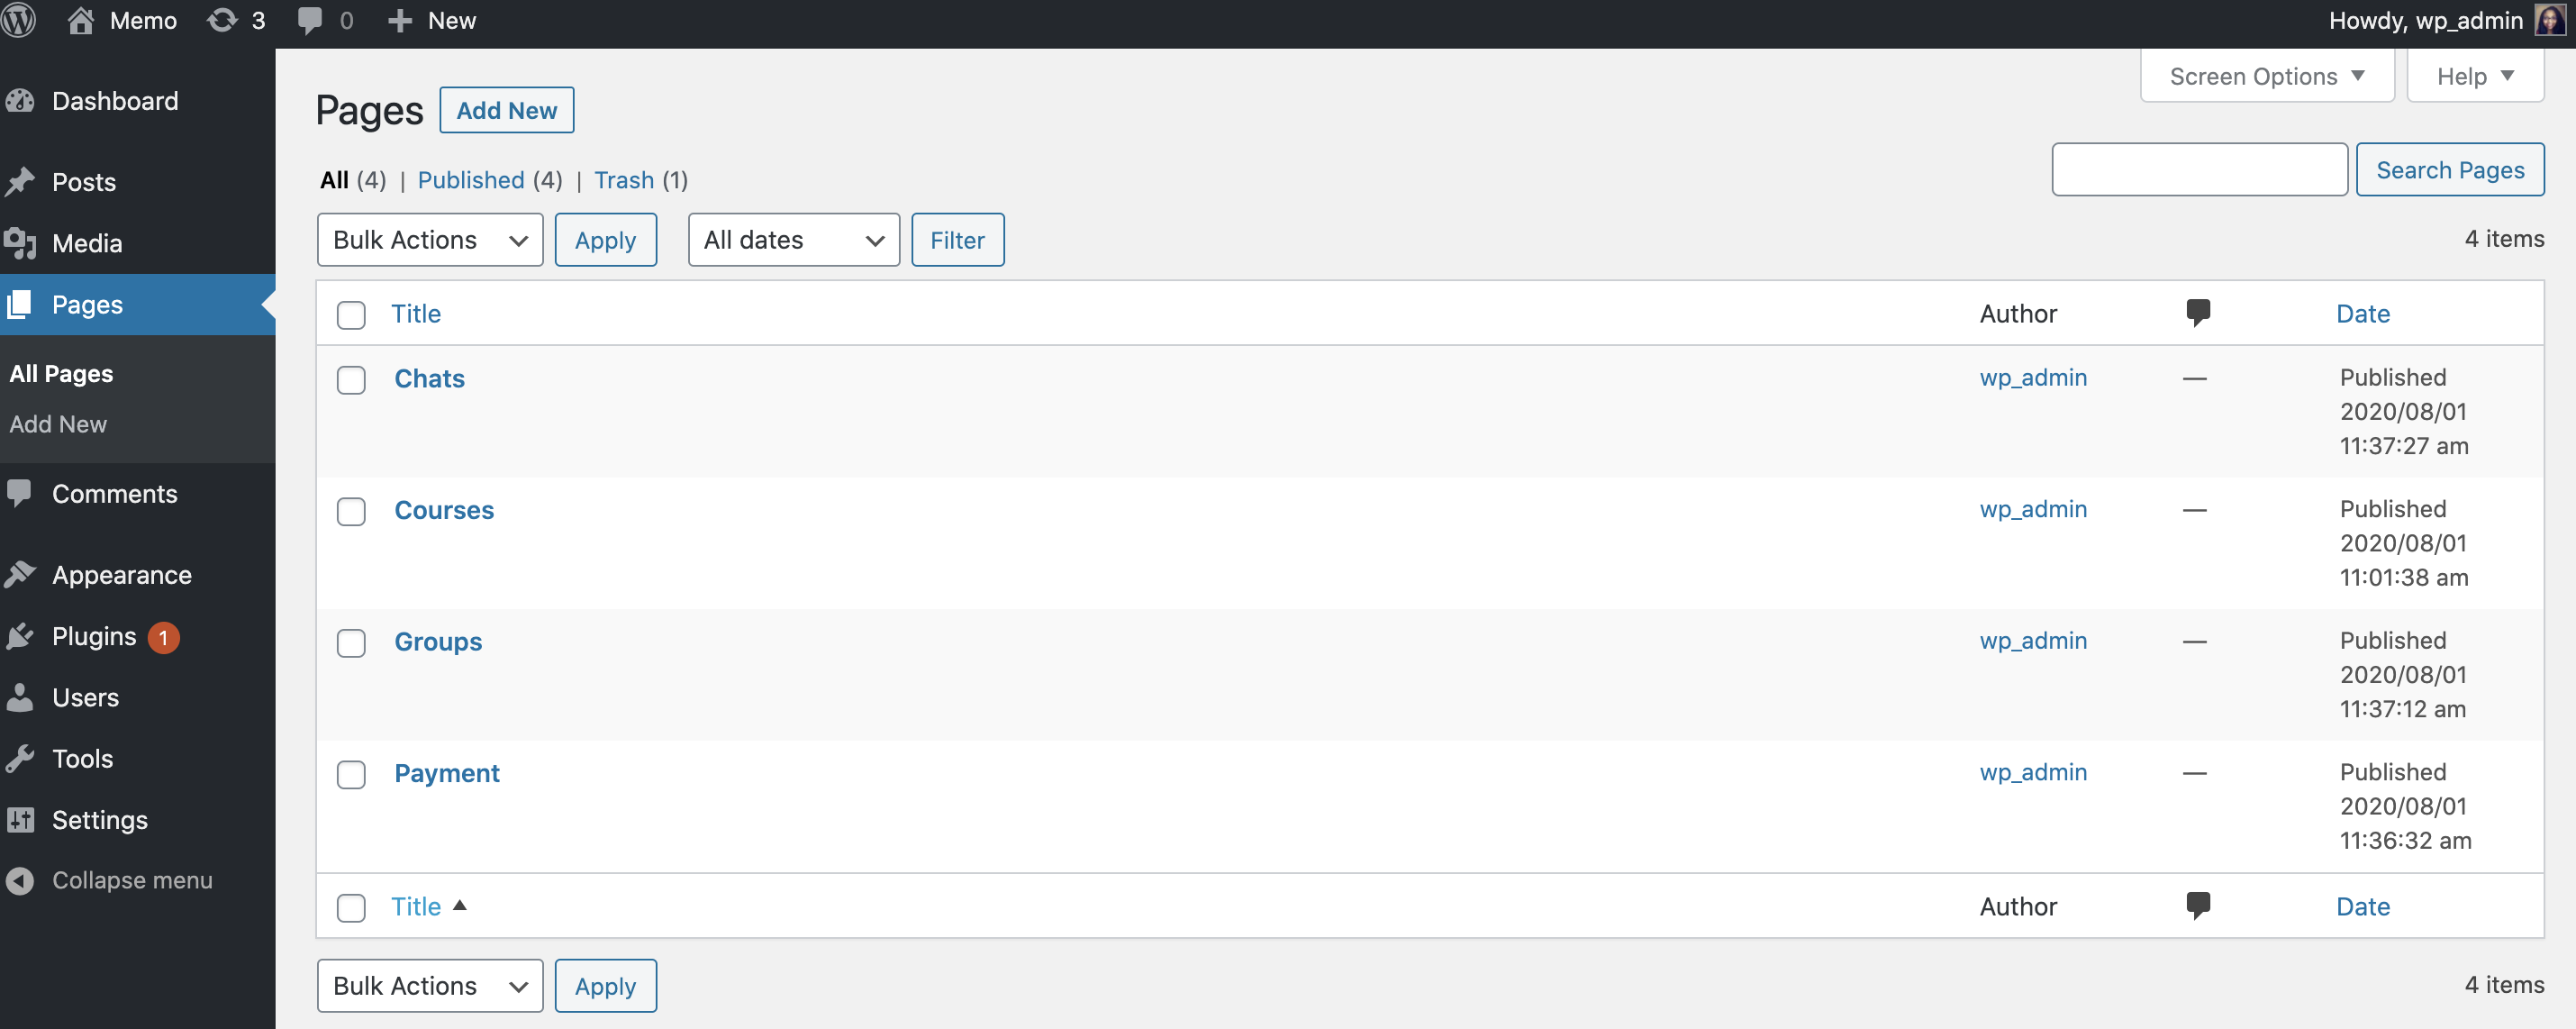 Memo 3 0 New Howdy, wp_admin
Dashboard
Posts
Media
Pages
All Pages
Add New
Comments
Appearance
Plugins 1
Users
Tools
Settings
Collapse menu
Screen Options Help
Pages Add New
All (4) | Published (4) | Trash (1)
Search Pages
Bulk Actions Apply All dates Filter 4 items
Title Author Date
Chats wp_admin — Published
2020/08/01
11:37:27 am
Courses wp_admin — Published
2020/08/01
11:01:38 am
Groups wp_admin — Published
2020/08/01
11:37:12 am
Payment wp_admin — Published
2020/08/01
11:36:32 am
Title Author Date
Bulk Actions Apply 4 items